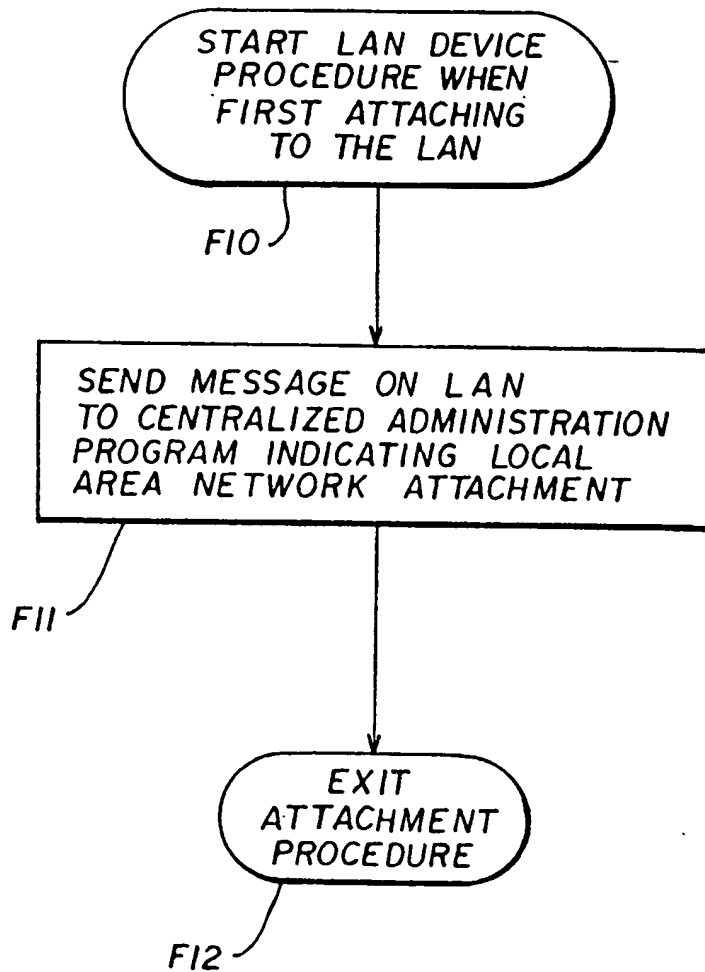 START LAN DEVICE
PROCEDURE WHEN
FIRST ATTACHING
TO THE LAN
F10
SEND MESSAGE ON LAN
TO CENTRALIZED ADMINISTRATION
PROGRAM INDICATING LOCAL
AREA NETWORK ATTACHMENT
F11
EXIT
ATTACHMENT
PROCEDURE
F12